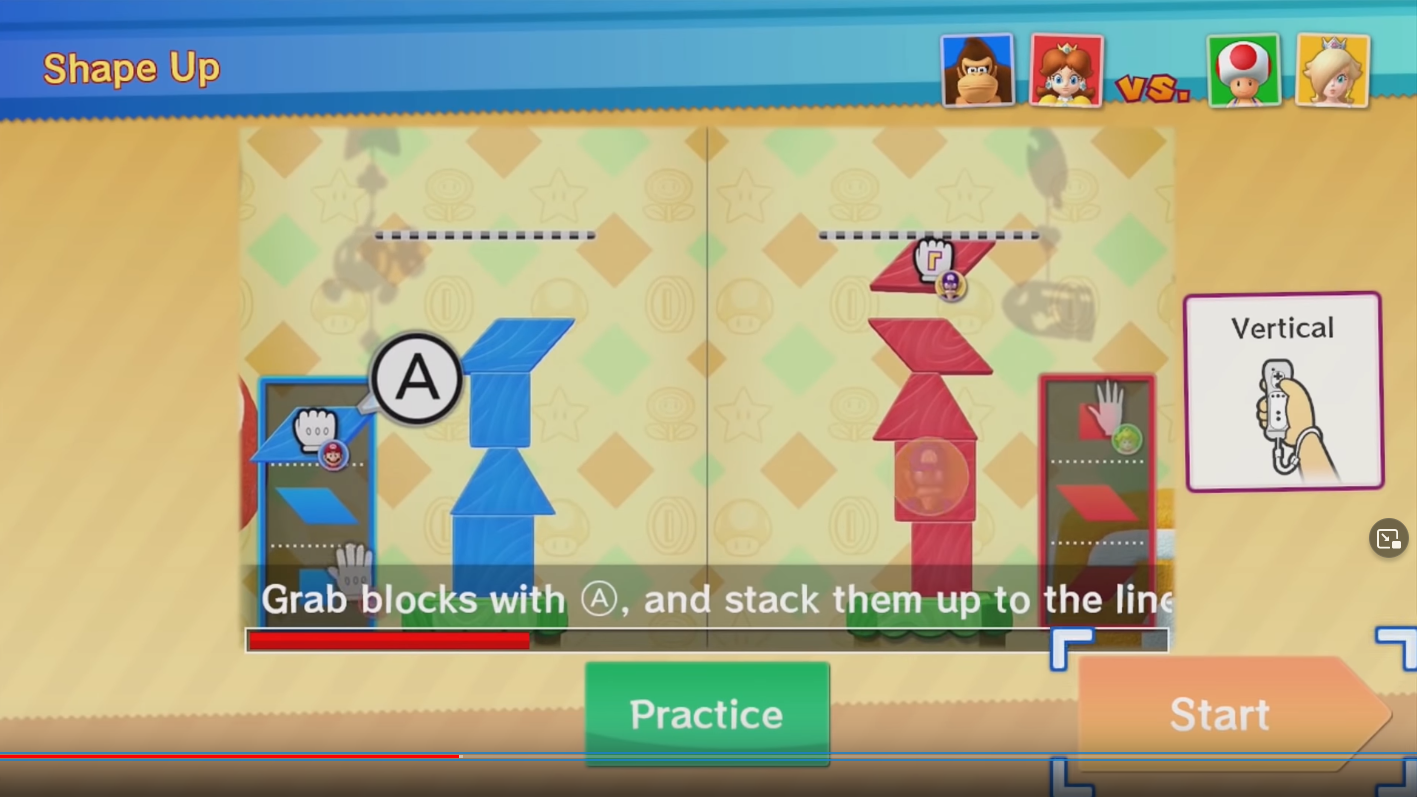 Shape Up
vs.
A
Vertical
Grab blocks with Ⓐ, and stack them up to the line
Practice
Start